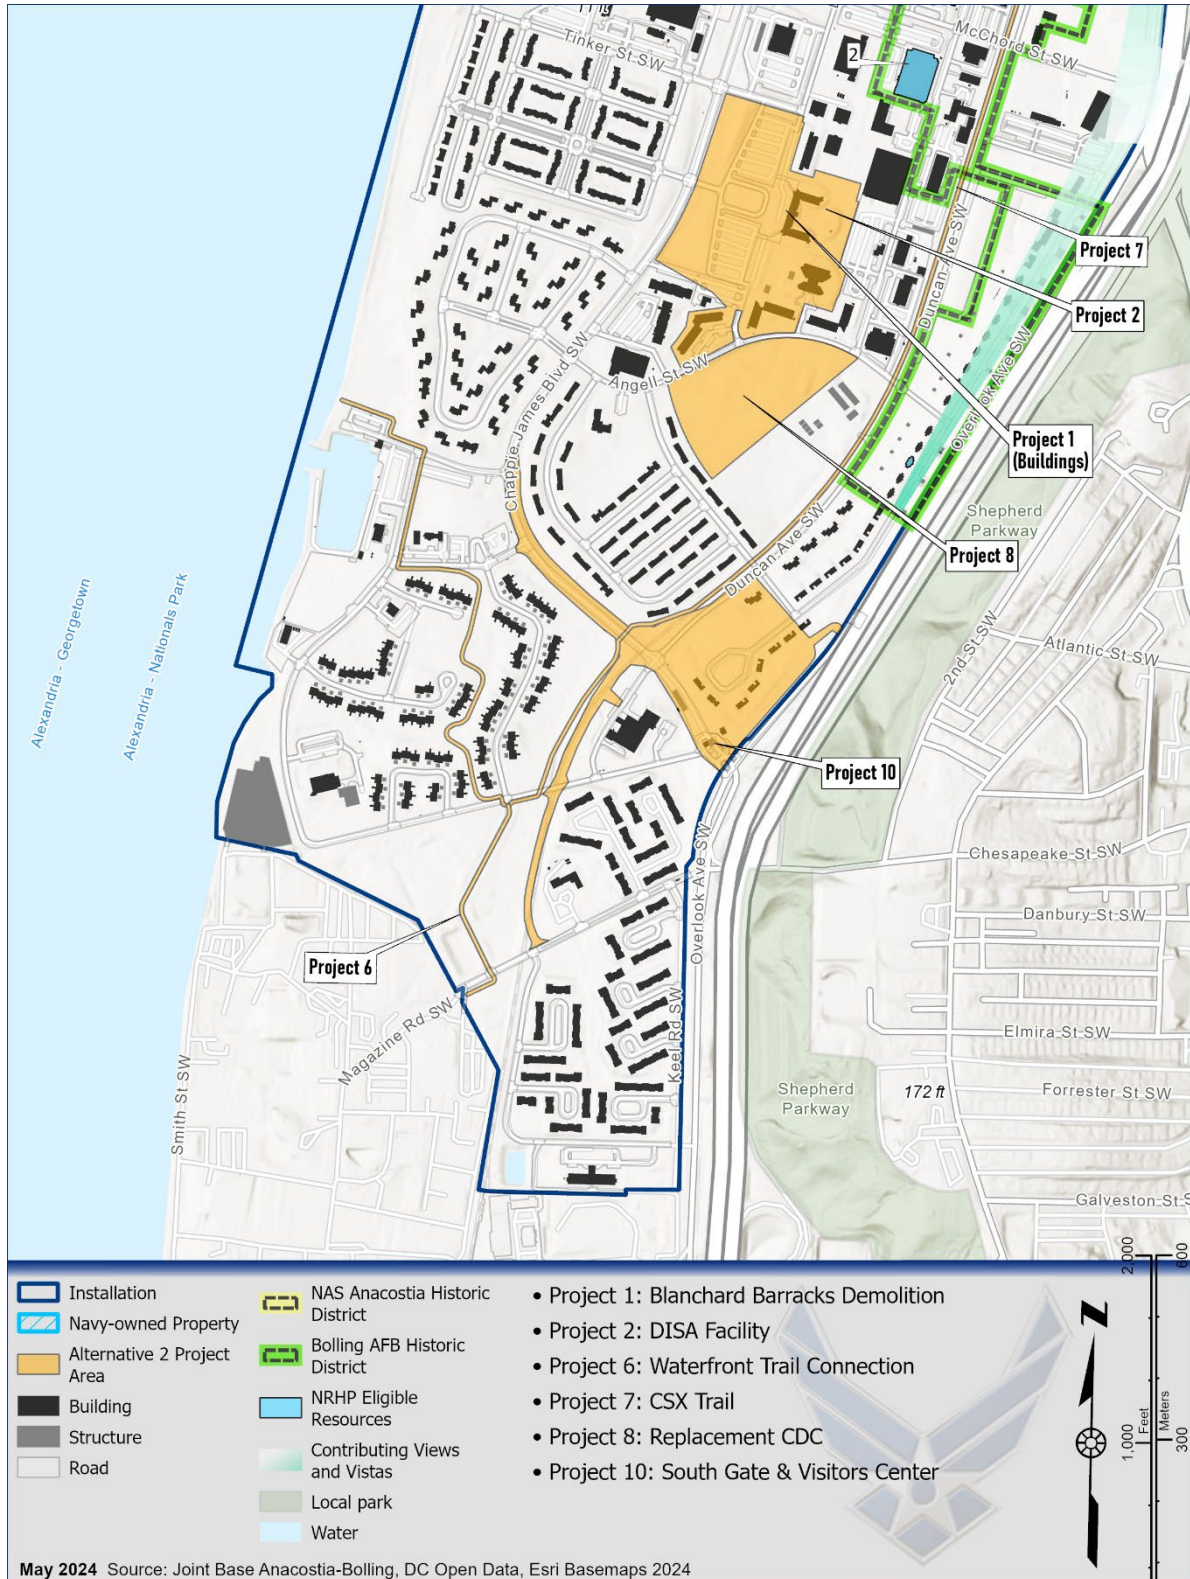 Tinker St SW
McChord St SW
2
Project 7
Duncan Ave SW
Project 2
Overlook Ave SW
Chappie James Blvd SW
Angell St SW
Project 1
(Buildings)
Shepherd
Parkway
Project 8
Duncan Ave SW
2nd St SW
Atlantic St SW
Alexandria - Georgetown
Alexandria - Nationals Park
Project 10
Overlook Ave SW
Chesapeake St SW
Danbury St SW
Project 6
Magazine Rd SW
Keel Rd SW
Elmira St SW
Smith St SW
Shepherd
Parkway
172 ft
Forrester St SW
Galveston St S
Installation
Navy-owned Property
Alternative 2 Project
Area
Building
Structure
Road
NAS Anacostia Historic
District
Bolling AFB Historic
District
NRHP Eligible
Resources
Contributing Views
and Vistas
Local park
Water
• Project 1: Blanchard Barracks Demolition
• Project 2: DISA Facility
• Project 6: Waterfront Trail Connection
• Project 7: CSX Trail
• Project 8: Replacement CDC
• Project 10: South Gate & Visitors Center
N
2,000
600
Feet
Meters
1,000
300
May 2024 Source: Joint Base Anacostia-Bolling, DC Open Data, Esri Basemaps 2024